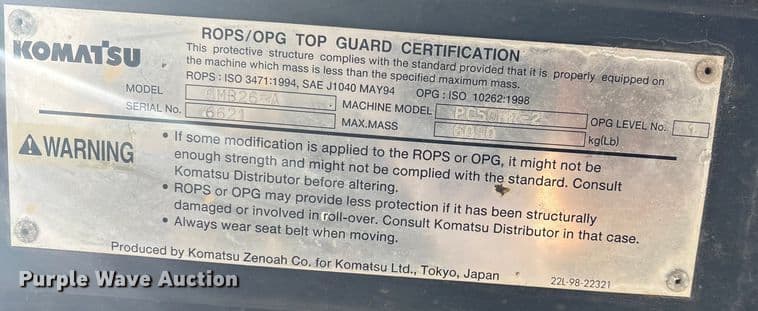 KOMATSU
ROPS/OPG TOP GUARD CERTIFICATION
This protective structure complies with the standard provided that it is properly equipped on
the machine which mass is less than the specified maximum mass.
ROPS : ISO 3471:1994, SAE J1040 MAY94 OPG : ISO 10262:1998
MODEL MACHINE MODEL OPG LEVEL No. 1
SERIAL No. 6621 MAX.MASS kg(Lb)
WARNING
• If some modification is applied to the ROPS or OPG, it might not be
enough strength and might not be complied with the standard. Consult
Komatsu Distributor before altering.
• ROPS or OPG may provide less protection if it has been structurally
damaged or involved in roll-over. Consult Komatsu Distributor in that case.
• Always wear seat belt when moving.
Produced by Komatsu Zenoah Co. for Komatsu Ltd., Tokyo, Japan 22L-98-22321
Purple Wave Auction